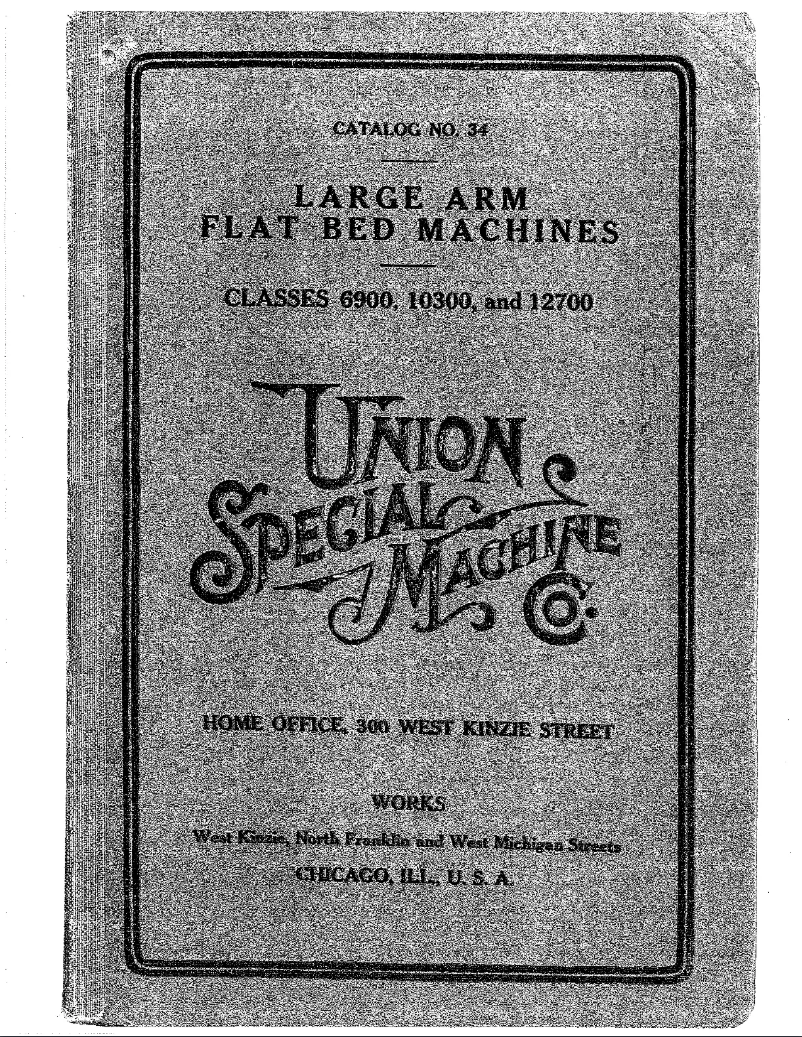 CATALOG NO. 34
LARGE ARM
FLAT BED MACHINES
CLASSES 6900, 10300, and 12700
UNION
SPECIAL
MACHINE
CO.
HOME OFFICE, 300 WEST KINZIE STREET
WORKS
West Kinzie, North Franklin and West Michigan Streets
CHICAGO, ILL., U. S. A.